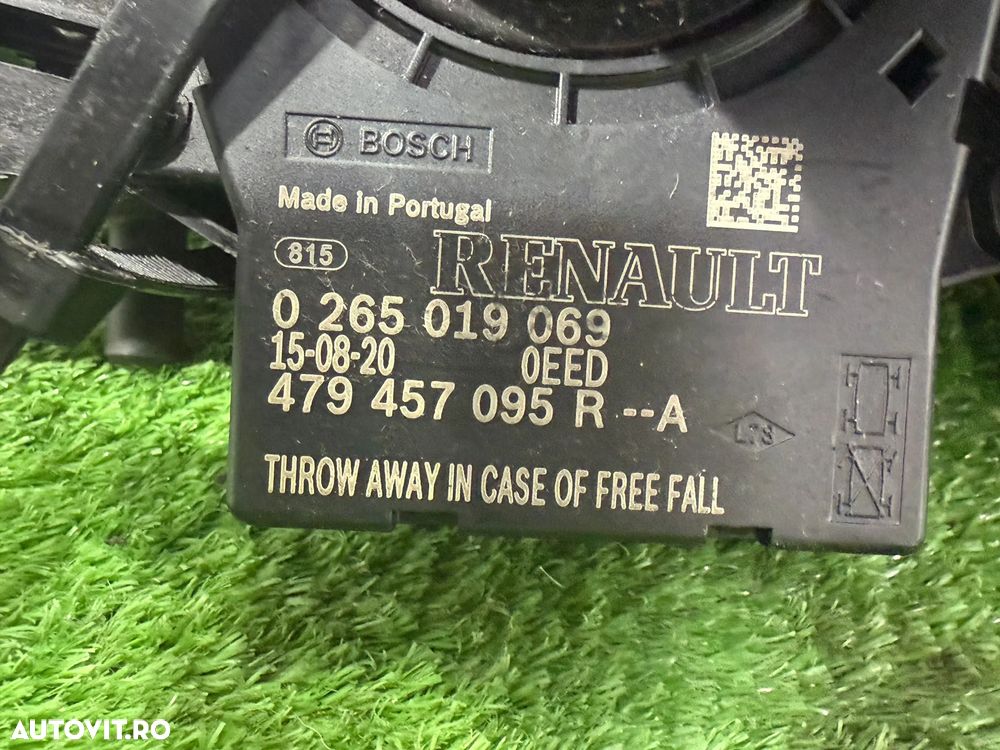 BOSCH
Made in Portugal
815
RENAULT
0 265 019 069
15-08-20 0EED
479 457 095 R --A
THROW AWAY IN CASE OF FREE FALL
AUTOVIT.RO